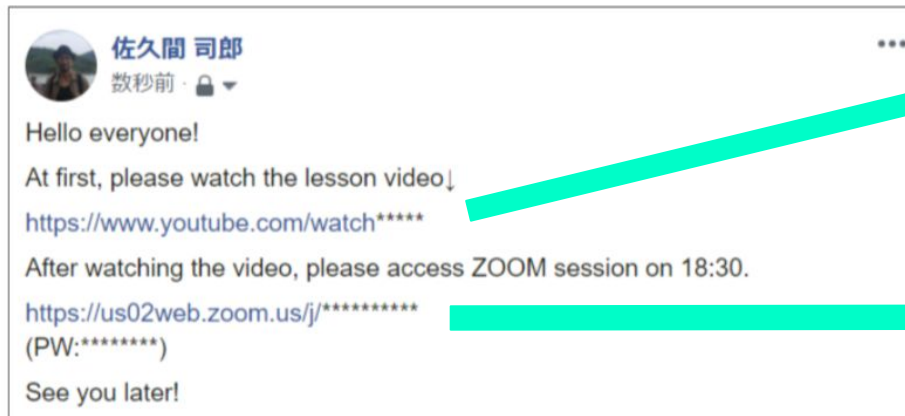 佐久間 司郎
数秒前 ·
Hello everyone!
At first, please watch the lesson video↓
https://www.youtube.com/watch*****
After watching the video, please access ZOOM session on 18:30.
https://us02web.zoom.us/j/**********
(PW:********)
See you later!